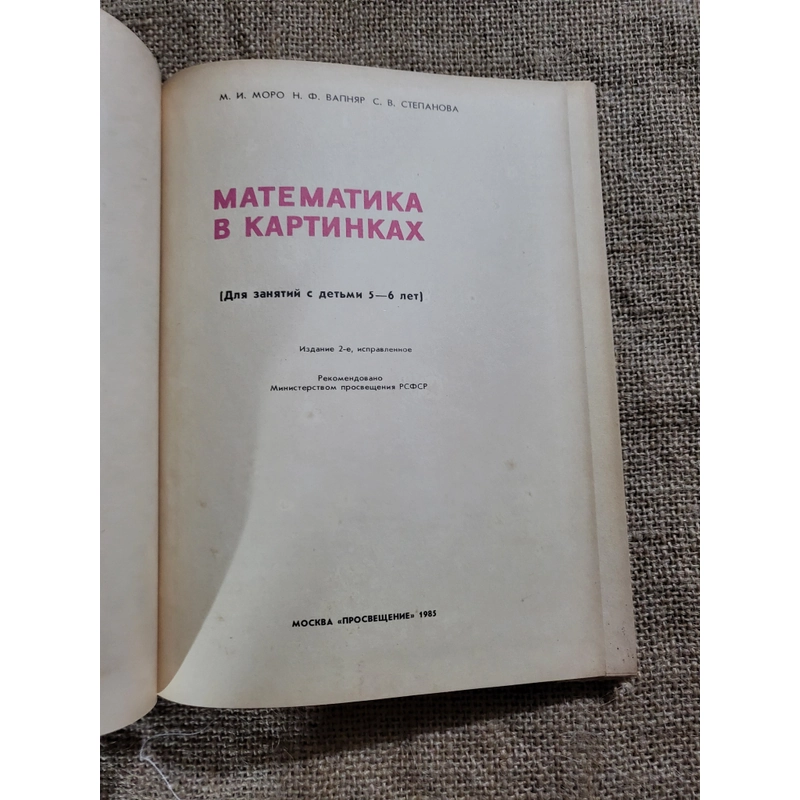 М. И. МОРО Н. Ф. ВАПНЯР С. В. СТЕПАНОВА
МАТЕМАТИКА
В КАРТИНКАХ
(Для занятий с детьми 5—6 лет)
Издание 2-е, исправленное
Рекомендовано
Министерством просвещения РСФСР
МОСКВА «ПРОСВЕЩЕНИЕ» 1985